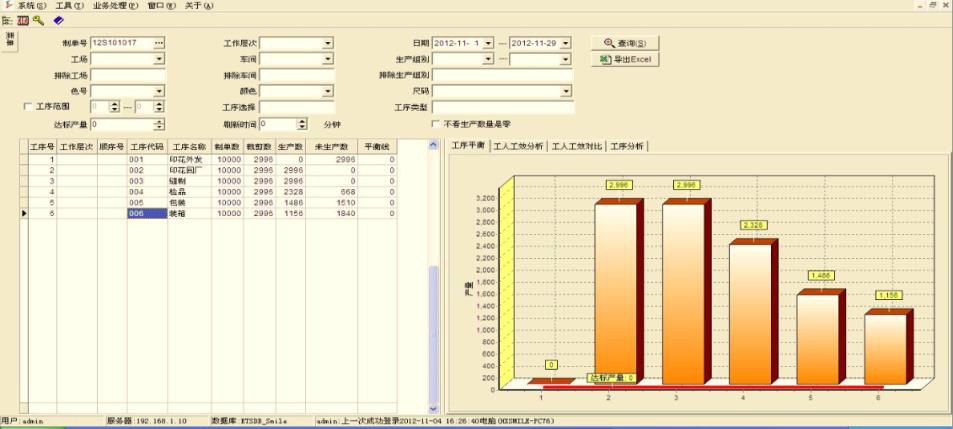 系统(S) 工具(T) 业务处理(P) 窗口(W) 关于(A)
制单号 12S101017 工作层次 日期 2012-11- 1 --- 2012-11-29 查询(S)
工场 车间 生产组别 --- 导出Excel
排除工场 排除车间 排除生产组别
色号 颜色 尺码
工序范围 0 --- 0 工序选择 工序类型
达标产量 0 刷新时间 0 分钟 不看生产数量是零
工序号 工作层次 顺序号 工序代码 工序名称 制单数 裁剪数 生产数 未生产数 平衡线
1 001 印花外发 10000 2996 0 2996 0
2 002 印花回厂 10000 2996 2996 0 0
3 003 缝制 10000 2996 2996 0 0
4 004 检品 10000 2996 2328 668 0
5 005 包装 10000 2996 1486 1510 0
6 006 装箱 10000 2996 1156 1840 0
工序平衡 工人工效分析 工人工效对比 工序分析
产量
3,200
3,000
2,800
2,600
2,400
2,200
2,000
1,800
1,600
1,400
1,200
1,000
800
600
400
200
0
0 2,996 2,996 2,328 1,486 1,156
达标产量: 0
1 2 3 4 5 6
用户: admin 服务器:192.168.1.10 数据库 ETSDB_Smile admin:上一次成功登录2012-11-04 16:26:40电脑(HXSMILE-PC76)